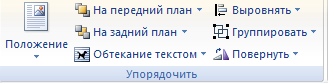 Положение
На передний план
На задний план
Обтекание текстом
Выровнять
Группировать
Повернуть
Упорядочить